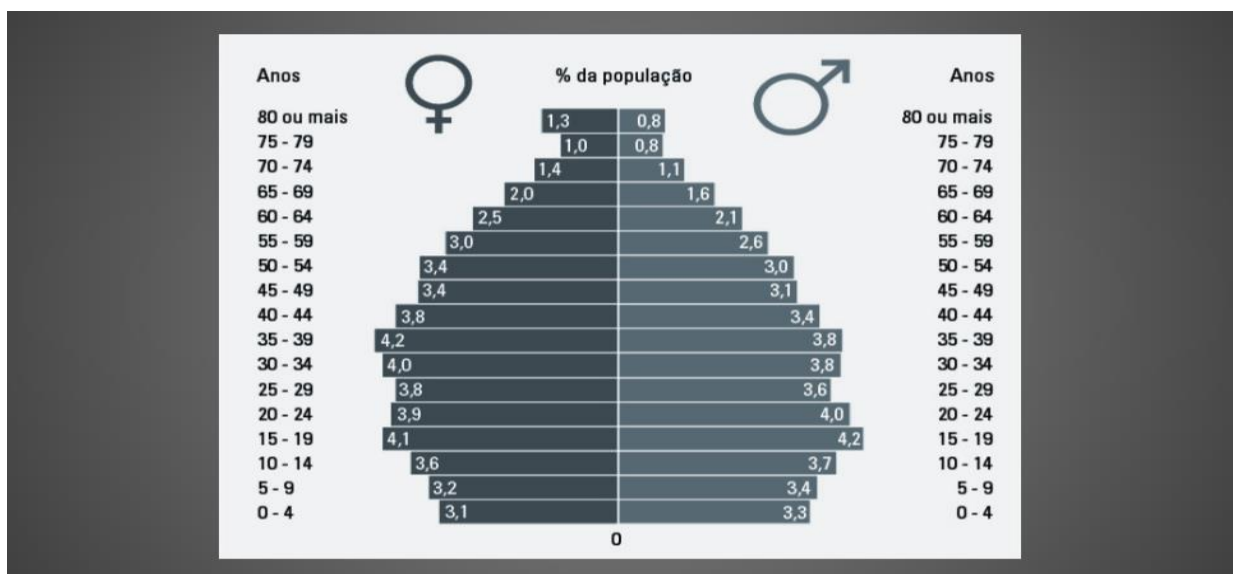 Anos % da população Anos
80 ou mais 1,3 0,8 80 ou mais
75 - 79 1,0 0,8 75 - 79
70 - 74 1,4 1,1 70 - 74
65 - 69 2,0 1,6 65 - 69
60 - 64 2,5 2,1 60 - 64
55 - 59 3,0 2,6 55 - 59
50 - 54 3,4 3,0 50 - 54
45 - 49 3,4 3,1 45 - 49
40 - 44 3,8 3,4 40 - 44
35 - 39 4,2 3,8 35 - 39
30 - 34 4,0 3,8 30 - 34
25 - 29 3,8 3,6 25 - 29
20 - 24 3,9 4,0 20 - 24
15 - 19 4,1 4,2 15 - 19
10 - 14 3,6 3,7 10 - 14
5 - 9 3,2 3,4 5 - 9
0 - 4 3,1 3,3 0 - 4
0